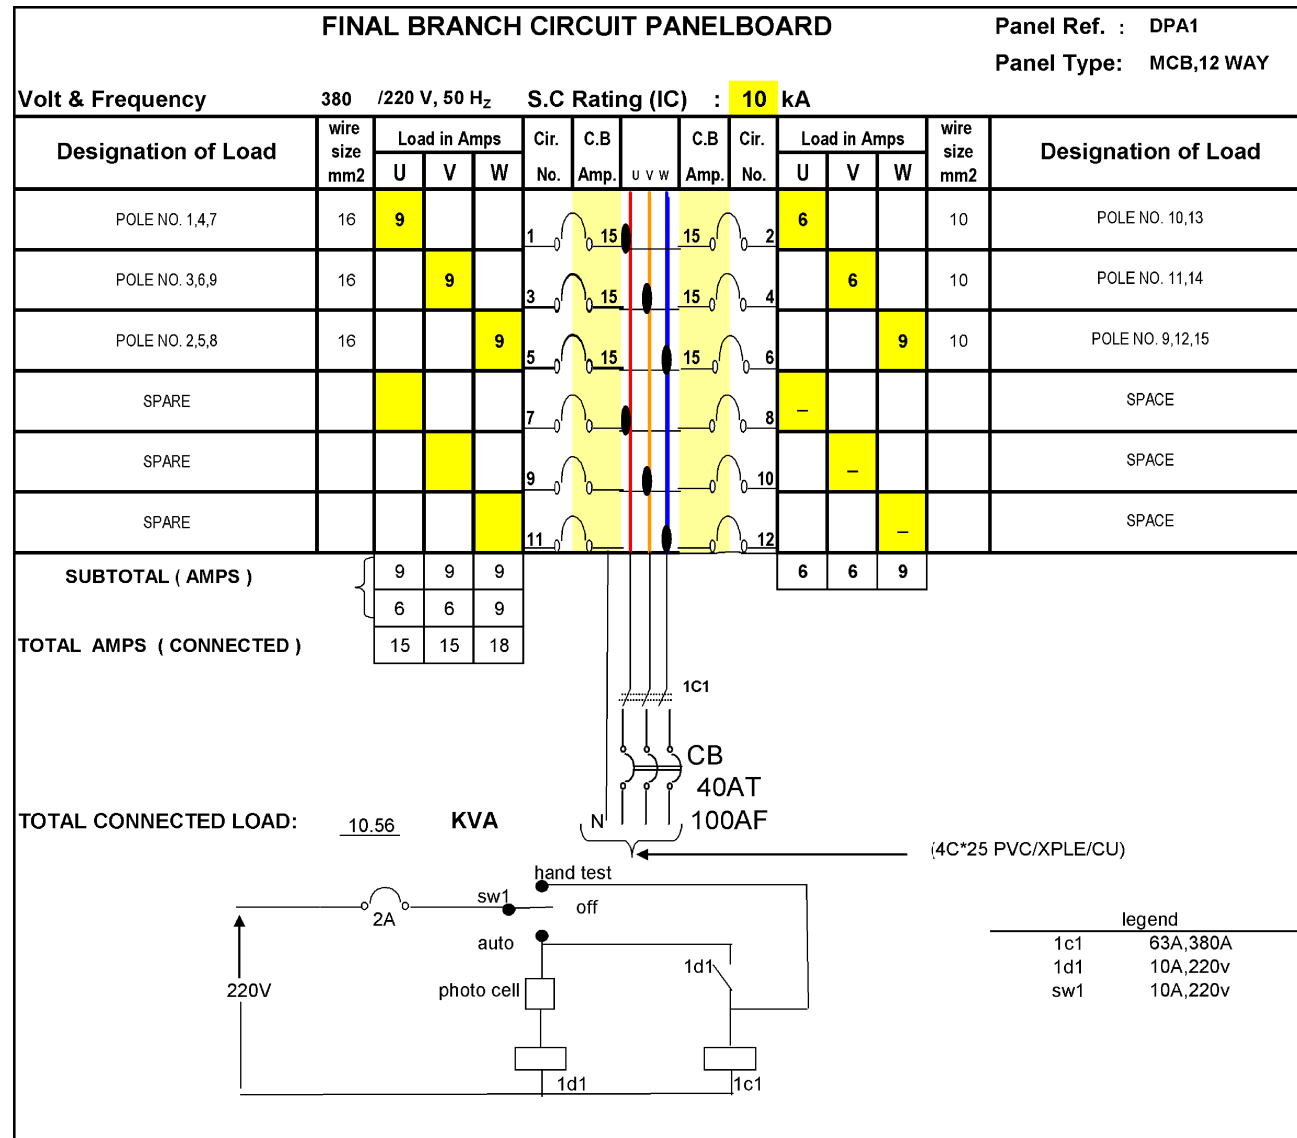 FINAL BRANCH CIRCUIT PANELBOARD
Panel Ref. : DPA1
Panel Type: MCB,12 WAY
Volt & Frequency 380 /220 V, 50 Hz S.C Rating (IC) : 10 kA
Designation of Load wire size mm2 Load in Amps Cir. No. C.B Amp. C.B Amp. Cir. No. Load in Amps wire size mm2 Designation of Load
U V W U V W U V W
POLE NO. 1,4,7 16 9 1 15 15 2 6 10 POLE NO. 10,13
POLE NO. 3,6,9 16 9 3 15 15 4 6 10 POLE NO. 11,14
POLE NO. 2,5,8 16 9 5 15 15 6 9 10 POLE NO. 9,12,15
SPARE 7 8 – SPACE
SPARE 9 10 – SPACE
SPARE 11 12 – SPACE
SUBTOTAL ( AMPS ) 9 9 9 6 6 9
6 6 9
TOTAL AMPS ( CONNECTED ) 15 15 18
1C1
CB
40AT
100AF
N
TOTAL CONNECTED LOAD: 10.56 KVA
(4C*25 PVC/XPLE/CU)
hand test
sw1
off
2A
auto
1d1
220V
photo cell
1d1
1c1
legend
1c1 63A,380A
1d1 10A,220v
sw1 10A,220v